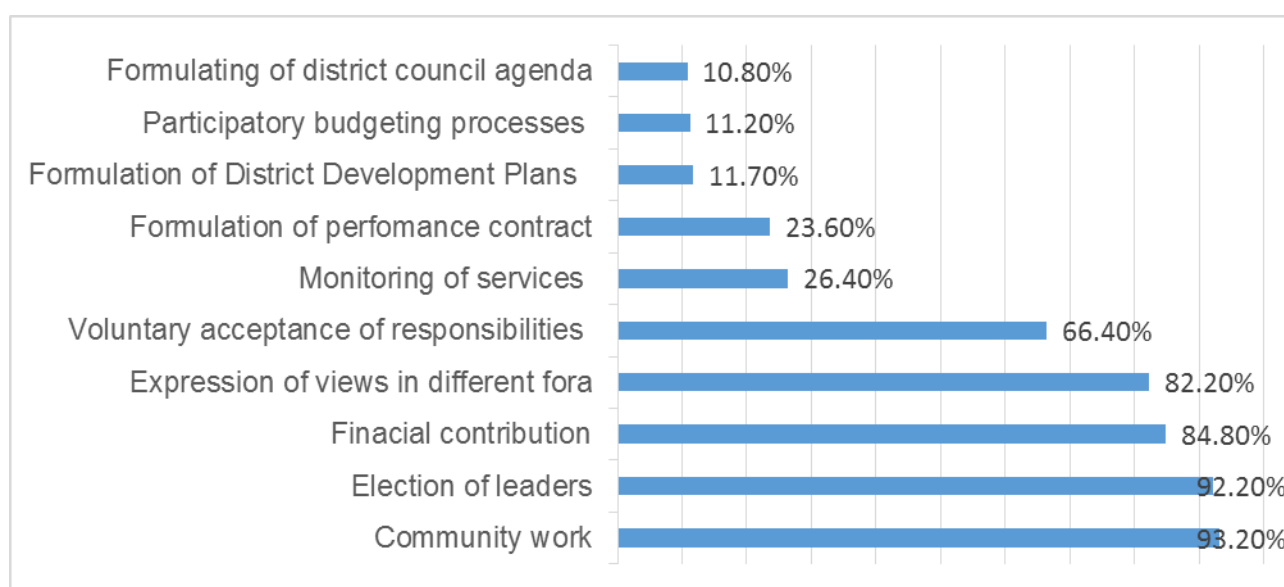 Formulating of district council agenda 10.80%
Participatory budgeting processes 11.20%
Formulation of District Development Plans 11.70%
Formulation of perfomance contract 23.60%
Monitoring of services 26.40%
Voluntary acceptance of responsibilities 66.40%
Expression of views in different fora 82.20%
Finacial contribution 84.80%
Election of leaders 92.20%
Community work 93.20%